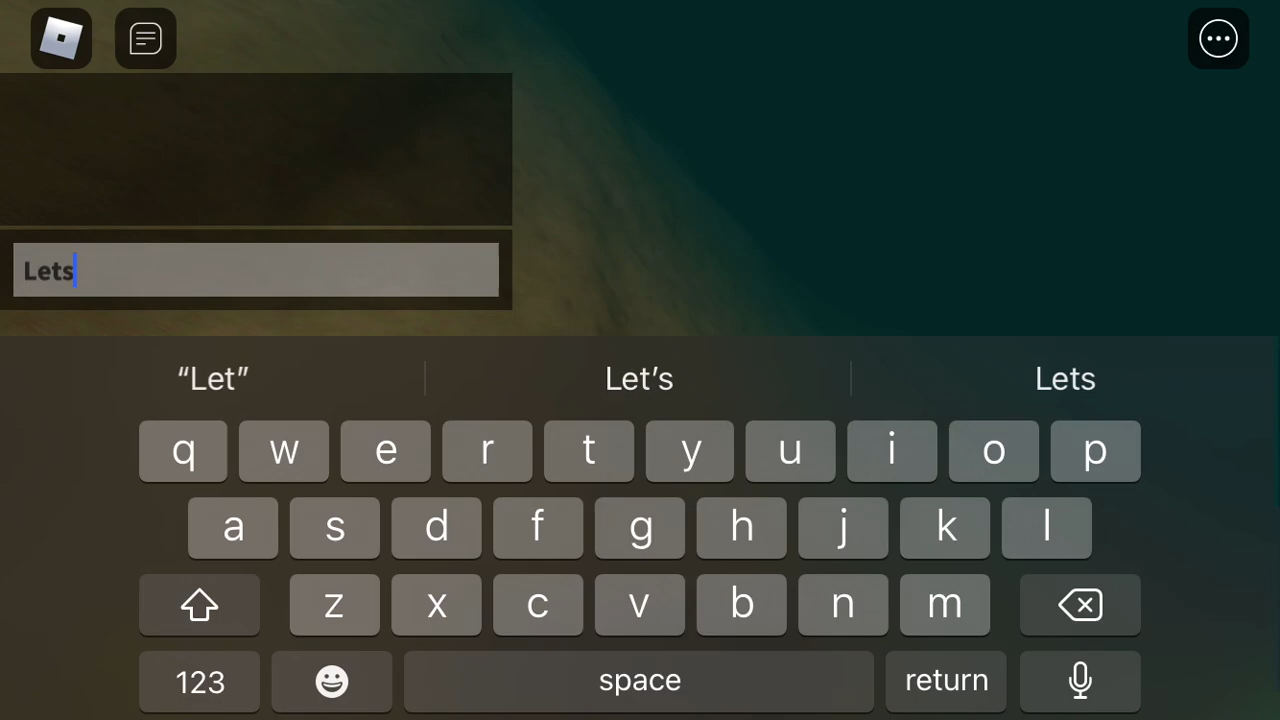 Lets
“Let” Let’s Lets
q w e r t y u i o p
a s d f g h j k l
z x c v b n m
123 space return